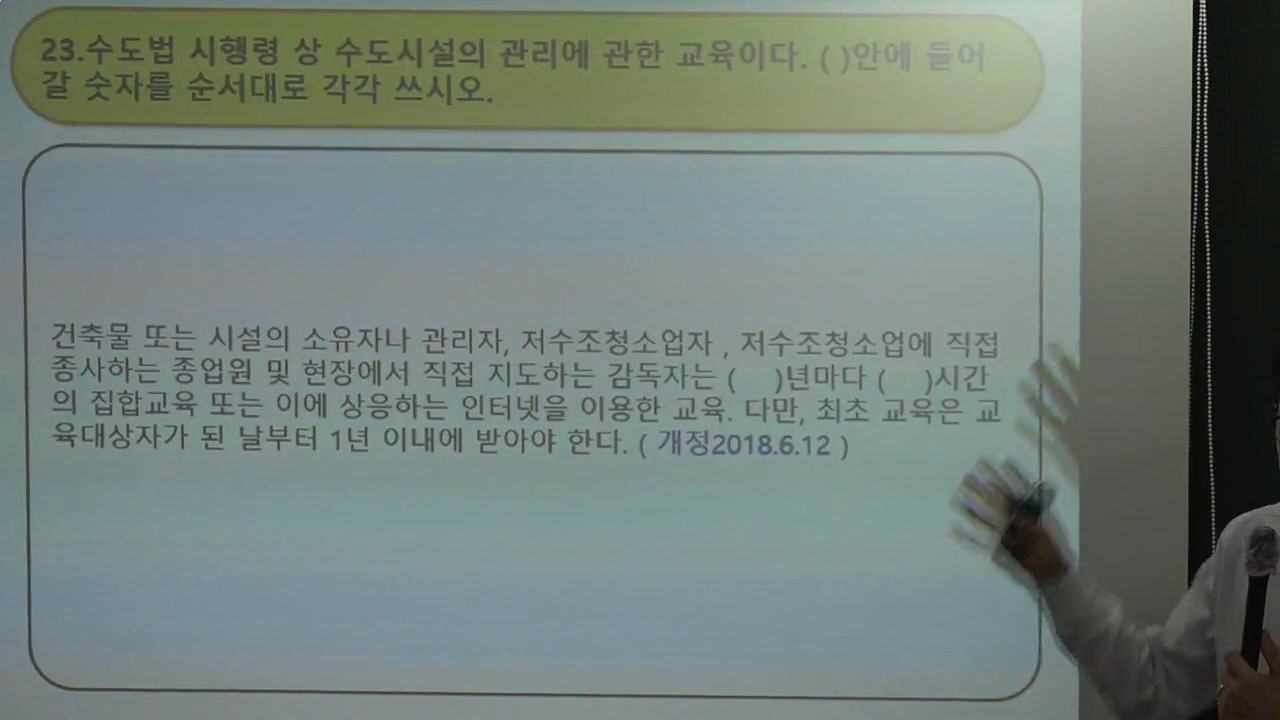 23.수도법 시행령 상 수도시설의 관리에 관한 교육이다. ( )안에 들어
갈 숫자를 순서대로 각각 쓰시오.
건축물 또는 시설의 소유자나 관리자, 저수조청소업자 , 저수조청소업에 직접
종사하는 종업원 및 현장에서 직접 지도하는 감독자는 ( )년마다 ( )시간
의 집합교육 또는 이에 상응하는 인터넷을 이용한 교육. 다만, 최초 교육은 교
육대상자가 된 날부터 1년 이내에 받아야 한다. ( 개정2018.6.12 )